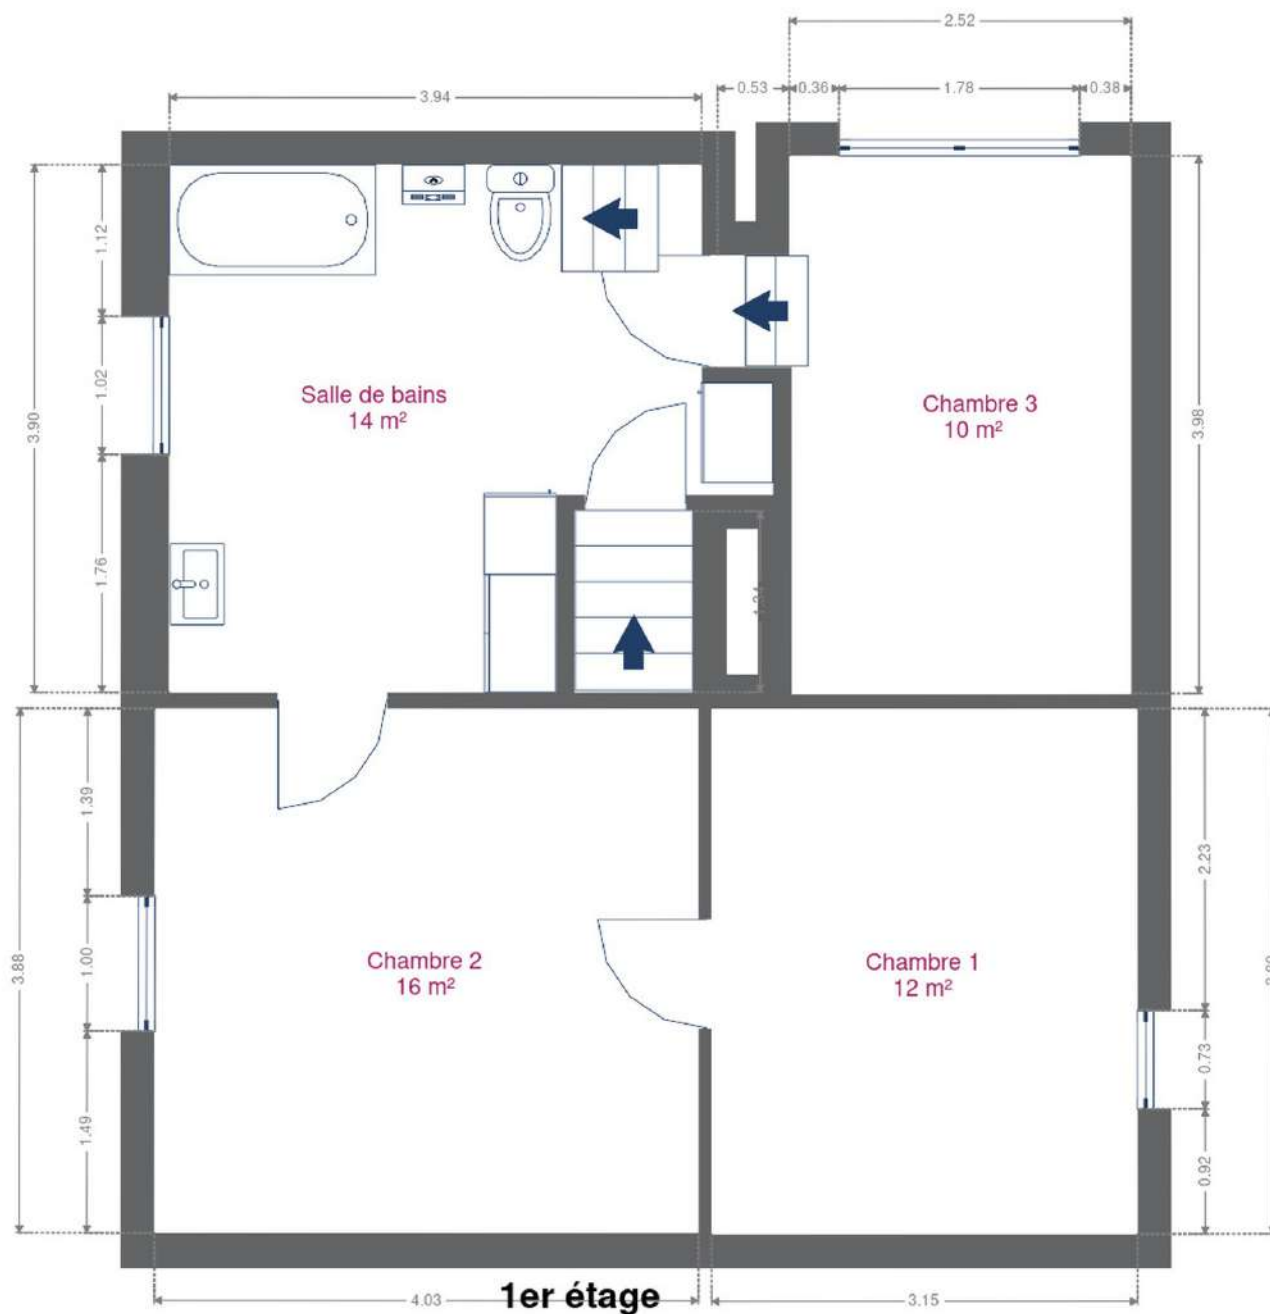 2.52
0.53
0.36
1.78
0.38
3.94
1.12
1.02
3.90
1.76
Salle de bains
14 m²
Chambre 3
10 m²
3.98
1.39
1.00
3.88
1.49
Chambre 2
16 m²
Chambre 1
12 m²
2.23
0.73
0.92
4.03
1er étage
3.15